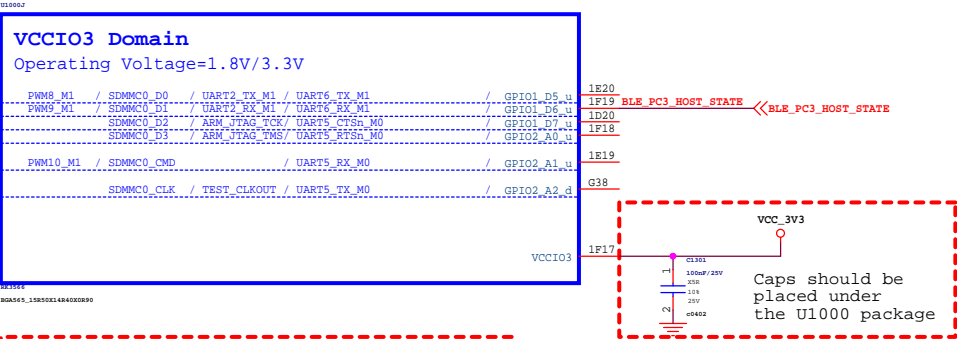 U1000J
VCCIO3 Domain
Operating Voltage=1.8V/3.3V
PWM8_M1 / SDMMC0_D0 / UART2_TX_M1 / UART6_TX_M1 / GPIO1_D5_u 1E20
PWM9_M1 / SDMMC0_D1 / UART2_RX_M1 / UART6_RX_M1 / GPIO1_D6_u 1F19 BLE_PC3_HOST_STATE BLE_PC3_HOST_STATE
SDMMC0_D2 / ARM_JTAG_TCK/ UART5_CTSn_M0 / GPIO1_D7_u 1D20
SDMMC0_D3 / ARM_JTAG_TMS/ UART5_RTSn_M0 / GPIO2_A0_u 1F18
PWM10_M1 / SDMMC0_CMD / UART5_RX_M0 / GPIO2_A1_u 1E19
SDMMC0_CLK / TEST_CLKOUT / UART5_TX_M0 / GPIO2_A2_d G38
VCC_3V3
VCCIO3 1F17
C1301
1
100nF/25V
X5R
10%
25V
2
c0402
Caps should be
placed under
the U1000 package
RK3566
BGA565_15R50X14R40X0R90